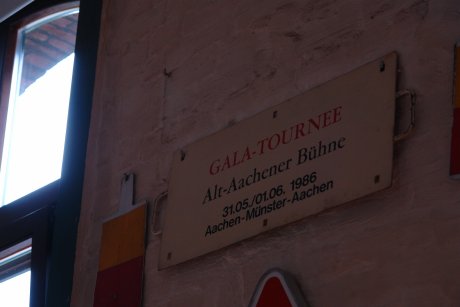 GALA-TOURNEE
Alt-Aachener Bühne
31.05./01.06. 1986
Aachen-Münster-Aachen